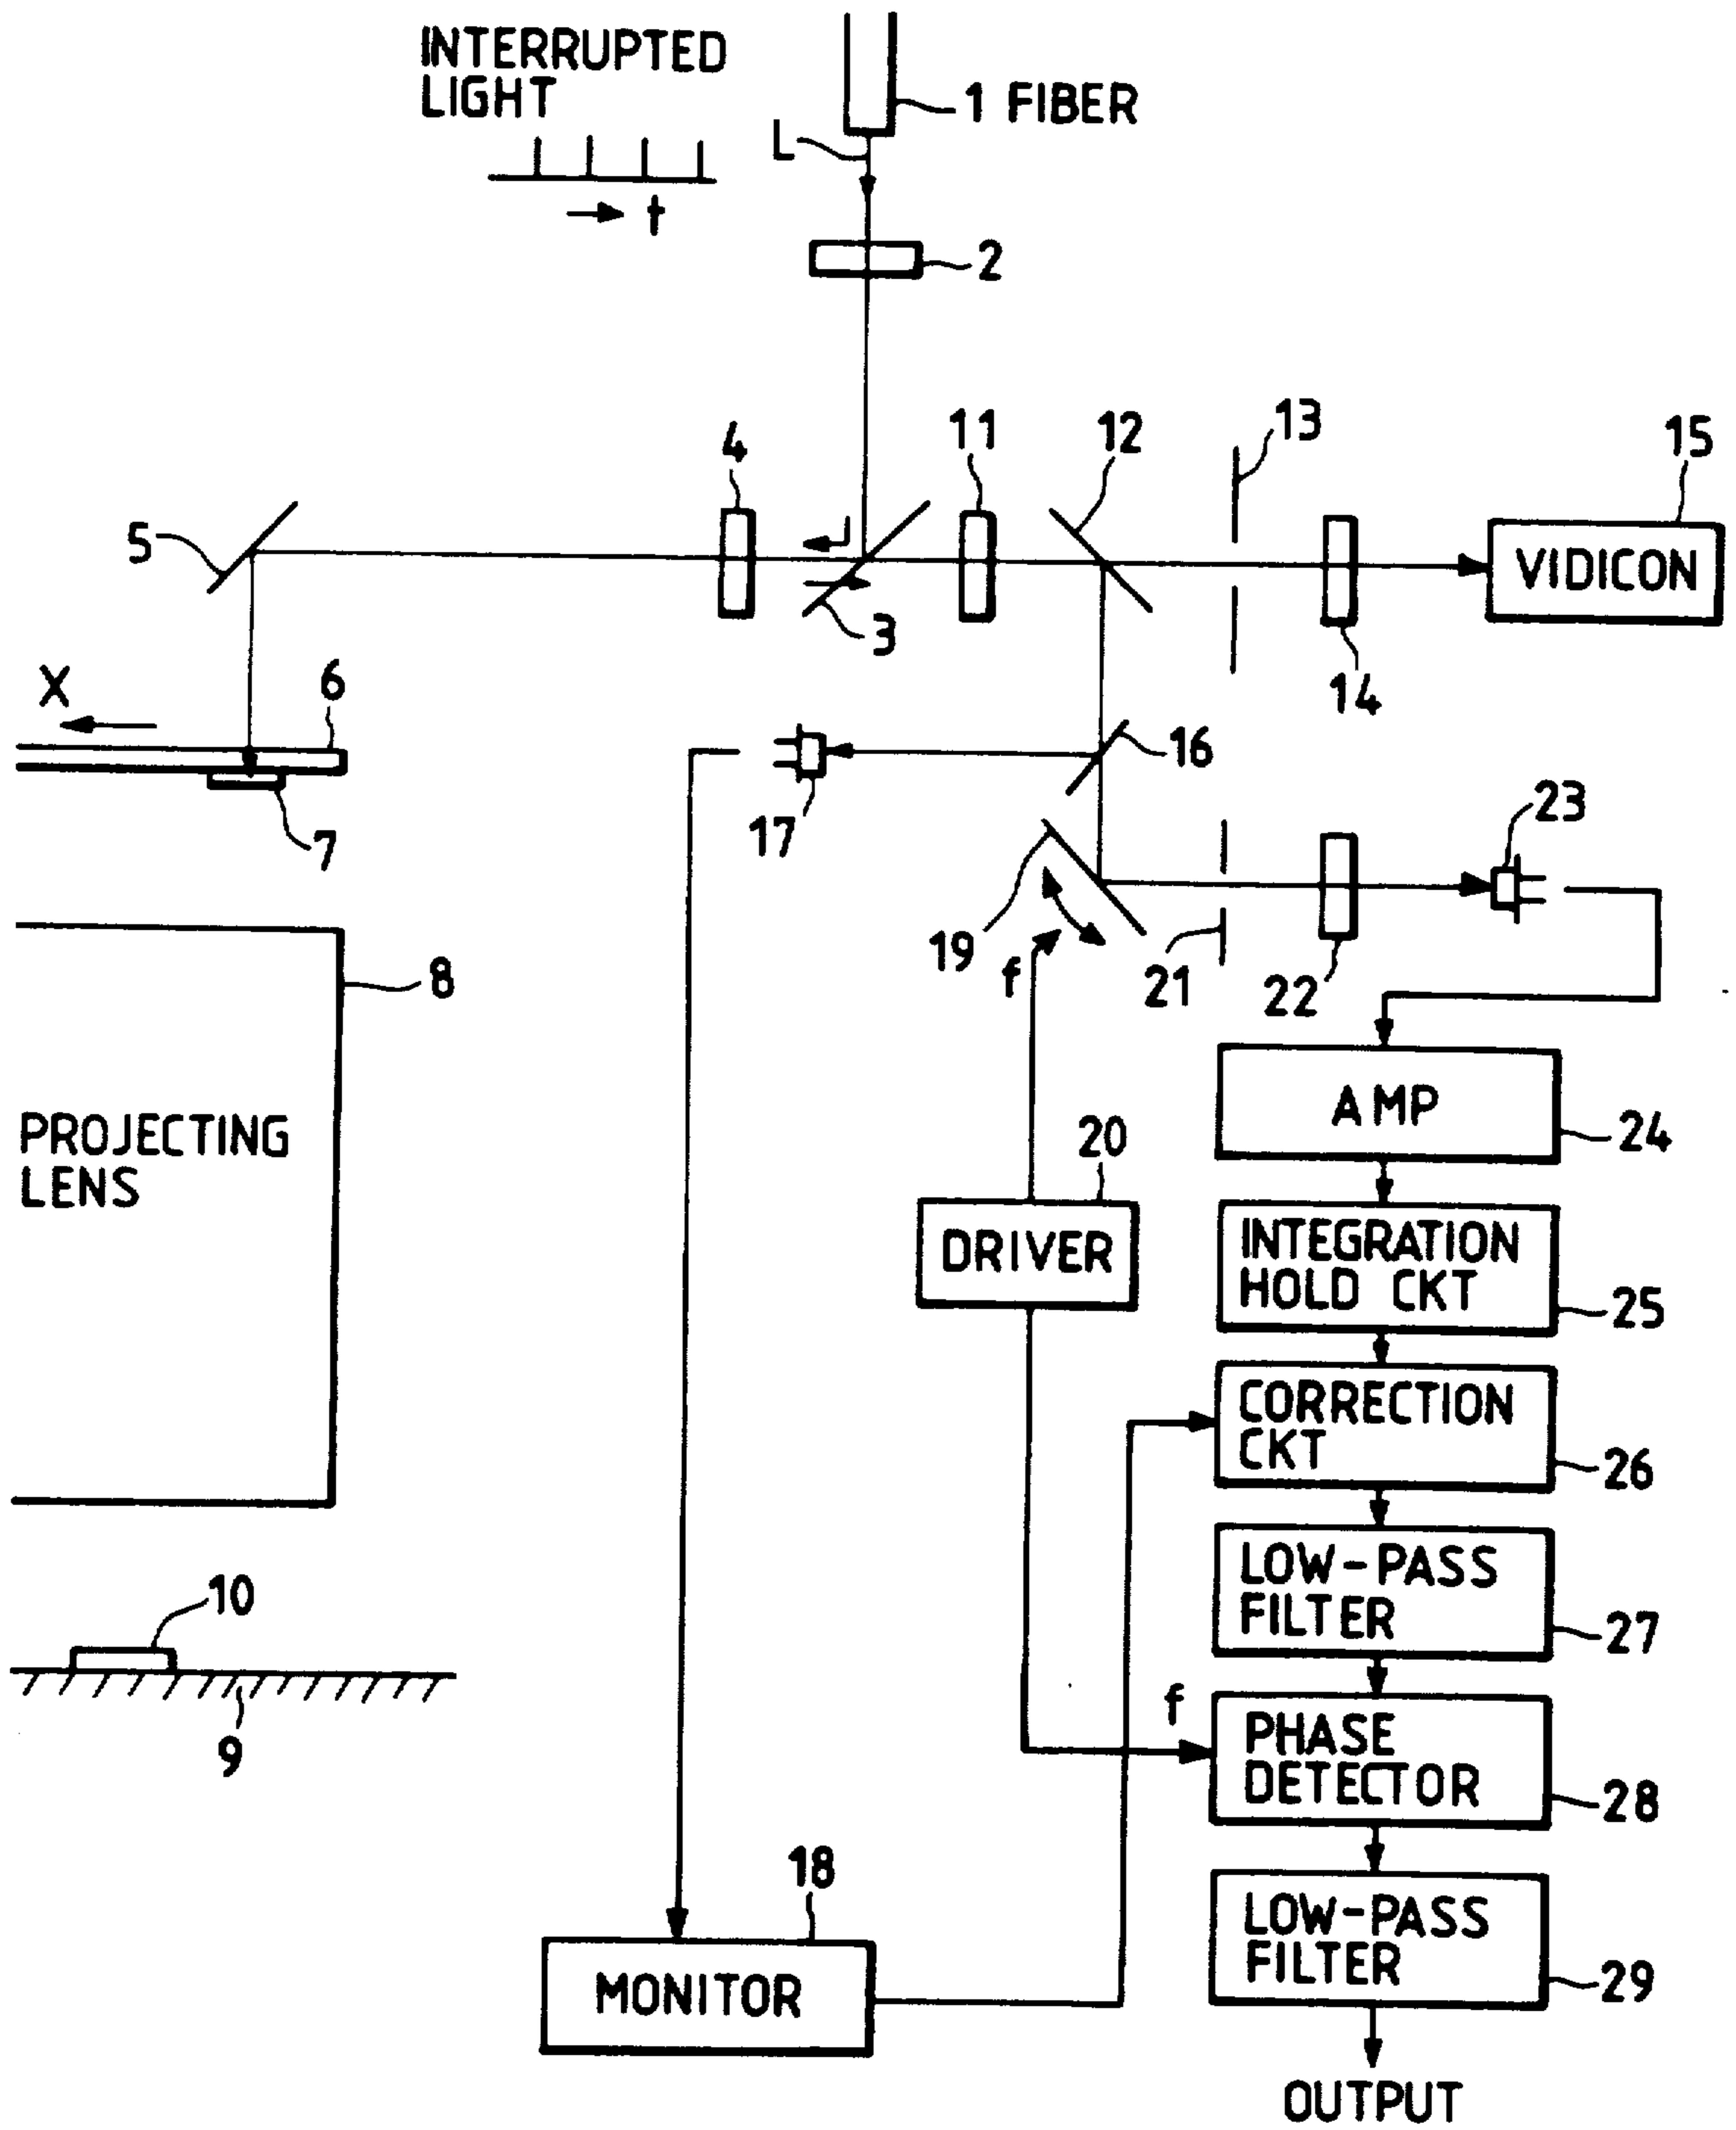 INTERRUPTED
LIGHT
t
1 FIBER
L
2
4
11
12
13
15
5
3
VIDICON
14
X
6
16
17
7
23
19
f
21
22
8
AMP
24
PROJECTING
LENS
20
DRIVER
INTEGRATION
HOLD CKT
25
CORRECTION
CKT
26
LOW-PASS
FILTER
27
10
9
f
PHASE
DETECTOR
28
18
MONITOR
LOW-PASS
FILTER
29
OUTPUT